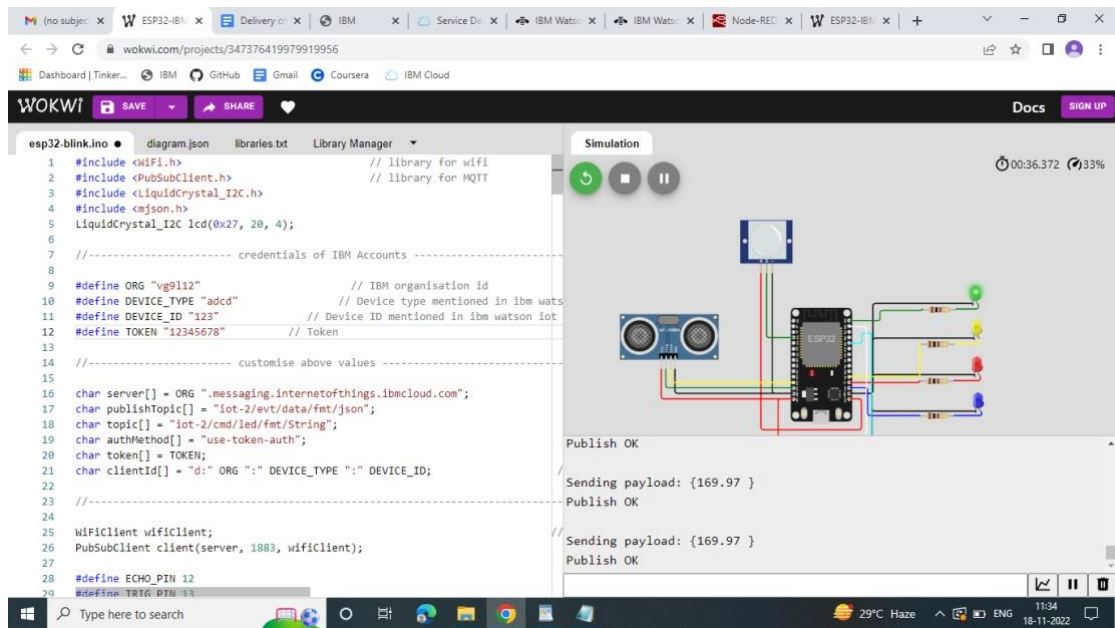 (no subjec
ESP32-IBM
Delivery of
IBM
Service De
IBM Watso
IBM Watso
Node-RED
ESP32-IBM
wokwi.com/projects/347376419979919956
Dashboard | Tinker... IBM GitHub Gmail Coursera IBM Cloud
WOKWI SAVE SHARE Docs SIGN UP
esp32-blink.ino diagram.json libraries.txt Library Manager
1 #include <WiFi.h> // library for wifi
2 #include <PubSubClient.h> // library for MQTT
3 #include <LiquidCrystal_I2C.h>
4 #include <mjson.h>
5 LiquidCrystal_I2C lcd(0x27, 20, 4);
6
7 //----------------------- credentials of IBM Accounts ------------------------
8
9 #define ORG "vg9l12" // IBM organisation id
10 #define DEVICE_TYPE "adcd" // Device type mentioned in ibm wats
11 #define DEVICE_ID "123" // Device ID mentioned in ibm watson iot
12 #define TOKEN "12345678" // Token
13
14 //----------------------- customise above values ------------------------
15
16 char server[] = ORG ".messaging.internetofthings.ibmcloud.com";
17 char publishTopic[] = "iot-2/evt/data/fmt/json";
18 char topic[] = "iot-2/cmd/led/fmt/String";
19 char authMethod[] = "use-token-auth";
20 char token[] = TOKEN;
21 char clientId[] = "d:" ORG ":" DEVICE_TYPE ":" DEVICE_ID; /
22
23 //------------------------------------------------------------------------
24
25 WiFiClient wifiClient; //
26 PubSubClient client(server, 1883, wifiClient);
27
28 #define ECHO_PIN 12
29 #define TRIG_PIN 13
Simulation
00:36.372 33%
ESP32
Publish OK
Sending payload: {169.97 }
Publish OK
Sending payload: {169.97 }
Publish OK
Type here to search
29°C Haze
ENG
11:34
18-11-2022